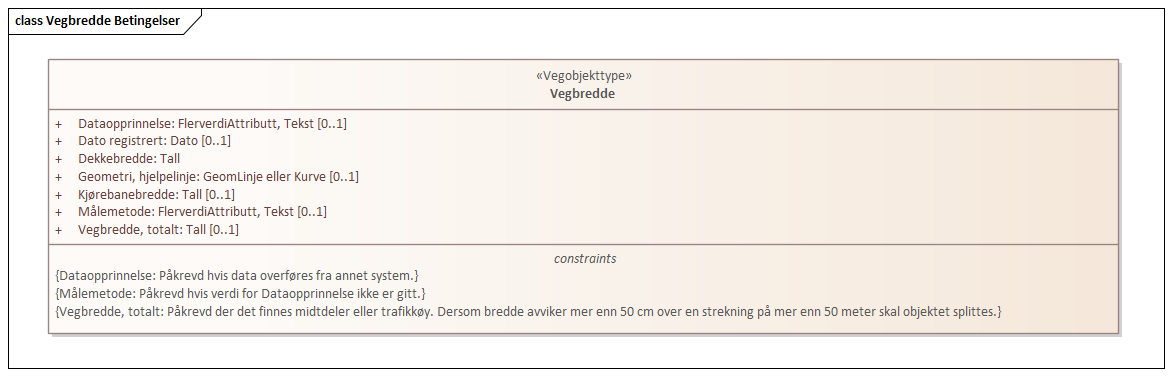 class Vegbredde Betingelser
«Vegobjekttype»
Vegbredde
+ Dataopprinnelse: FlerverdiAttributt, Tekst [0..1]
+ Dato registrert: Dato [0..1]
+ Dekkebredde: Tall
+ Geometri, hjelpelinje: GeomLinje eller Kurve [0..1]
+ Kjørebanebredde: Tall [0..1]
+ Målemetode: FlerverdiAttributt, Tekst [0..1]
+ Vegbredde, totalt: Tall [0..1]
constraints
{Dataopprinnelse: Påkrevd hvis data overføres fra annet system.}
{Målemetode: Påkrevd hvis verdi for Dataopprinnelse ikke er gitt.}
{Vegbredde, totalt: Påkrevd der det finnes midtdeler eller trafikkøy. Dersom bredde avviker mer enn 50 cm over en strekning på mer enn 50 meter skal objektet splittes.}